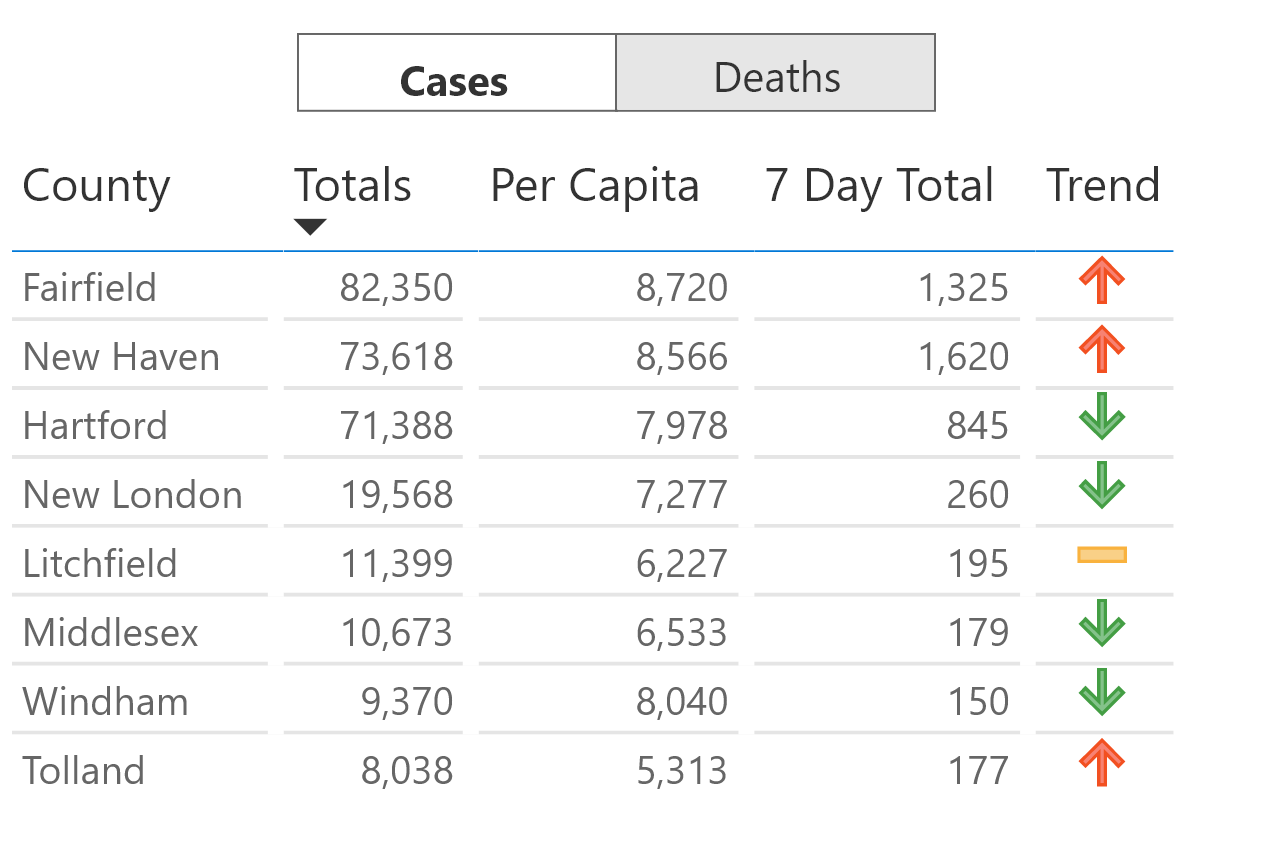 Cases Deaths
County Totals Per Capita 7 Day Total Trend
Fairfield 82,350 8,720 1,325
New Haven 73,618 8,566 1,620
Hartford 71,388 7,978 845
New London 19,568 7,277 260
Litchfield 11,399 6,227 195
Middlesex 10,673 6,533 179
Windham 9,370 8,040 150
Tolland 8,038 5,313 177